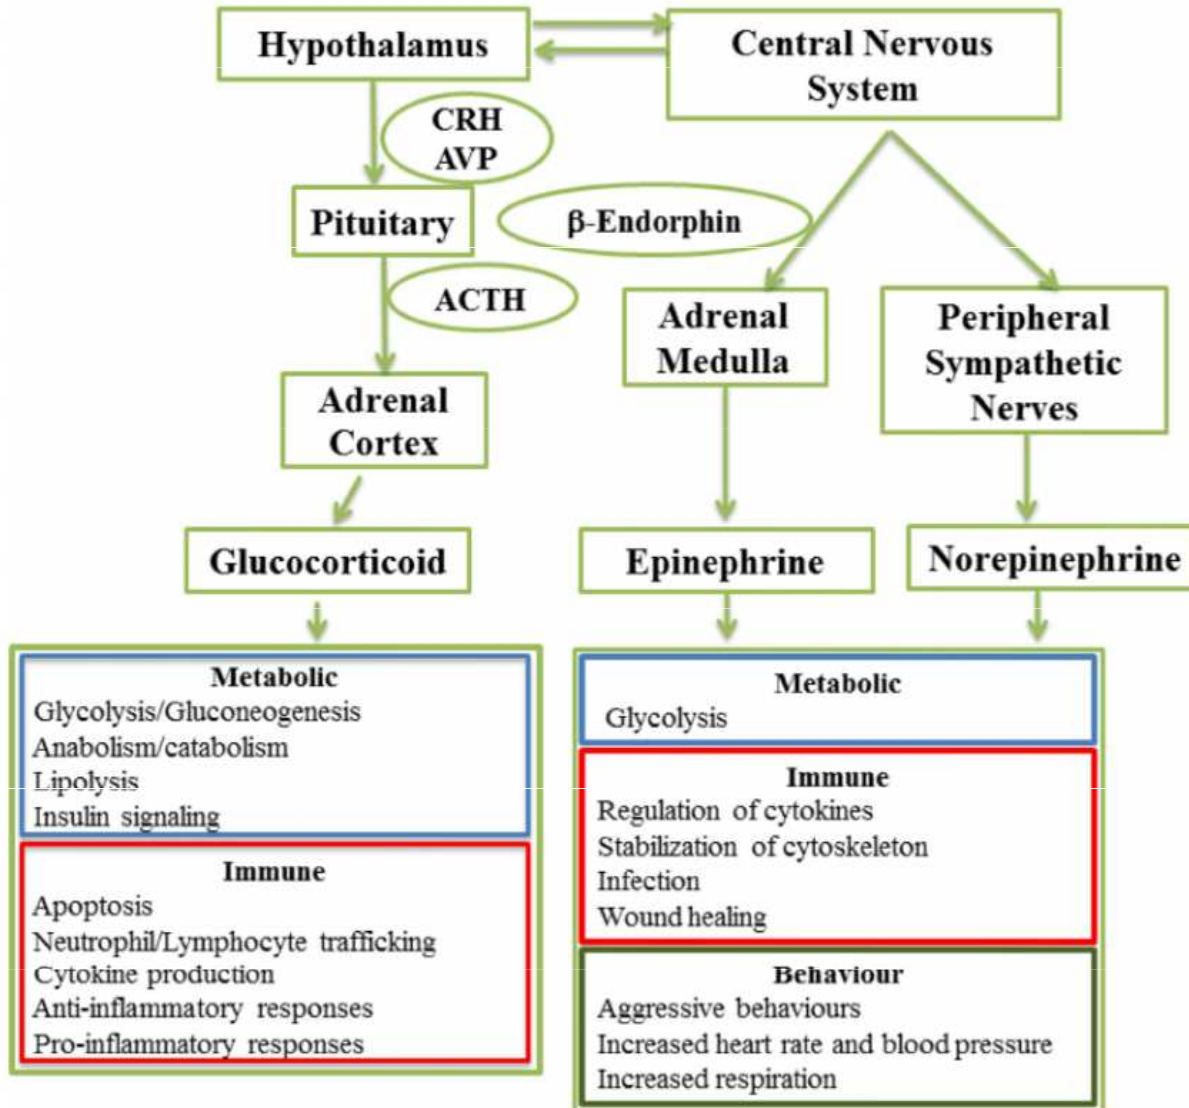 Hypothalamus
Central Nervous
System
CRH
AVP
Pituitary
β-Endorphin
ACTH
Adrenal
Medulla
Peripheral
Sympathetic
Nerves
Adrenal
Cortex
Glucocorticoid
Epinephrine
Norepinephrine
Metabolic
Glycolysis/Gluconeogenesis
Anabolism/catabolism
Lipolysis
Insulin signaling
Immune
Apoptosis
Neutrophil/Lymphocyte trafficking
Cytokine production
Anti-inflammatory responses
Pro-inflammatory responses
Metabolic
Glycolysis
Immune
Regulation of cytokines
Stabilization of cytoskeleton
Infection
Wound healing
Behaviour
Aggressive behaviours
Increased heart rate and blood pressure
Increased respiration